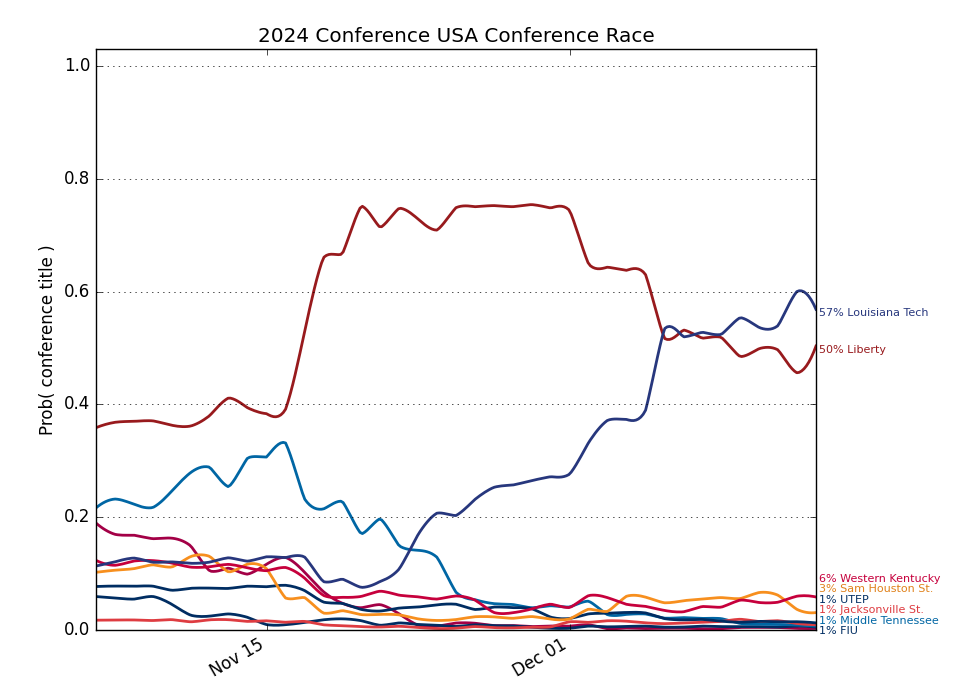 2024 Conference USA Conference Race
1.0
0.8
0.6
0.4
0.2
0.0
Prob( conference title )
Nov 15
Dec 01
57% Louisiana Tech
50% Liberty
6% Western Kentucky
3% Sam Houston St.
1% UTEP
1% Jacksonville St.
1% Middle Tennessee
1% FIU